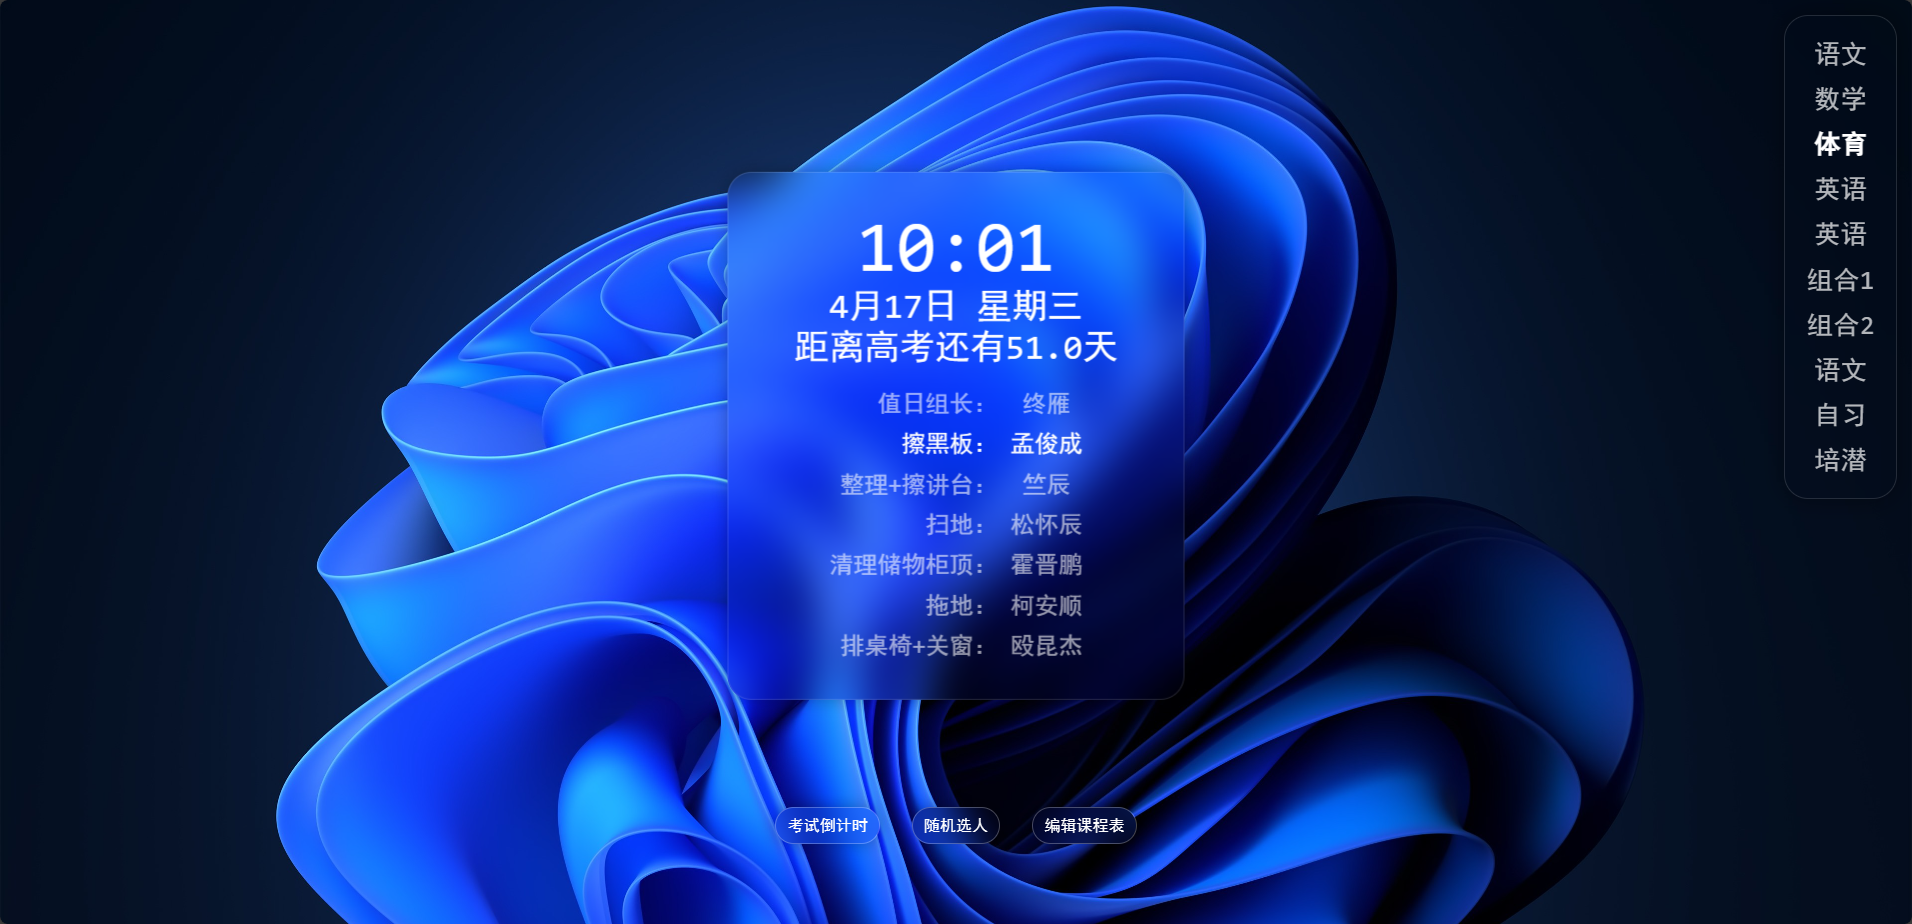 10:01
4月17日 星期三
距离高考还有51.0天
值日组长： 终雁
擦黑板： 孟俊成
整理+擦讲台： 竺辰
扫地： 松怀辰
清理储物柜顶： 霍晋鹏
拖地： 柯安顺
排桌椅+关窗： 殴昆杰
考试倒计时
随机选人
编辑课程表
语文
数学
体育
英语
英语
组合1
组合2
语文
自习
培潜